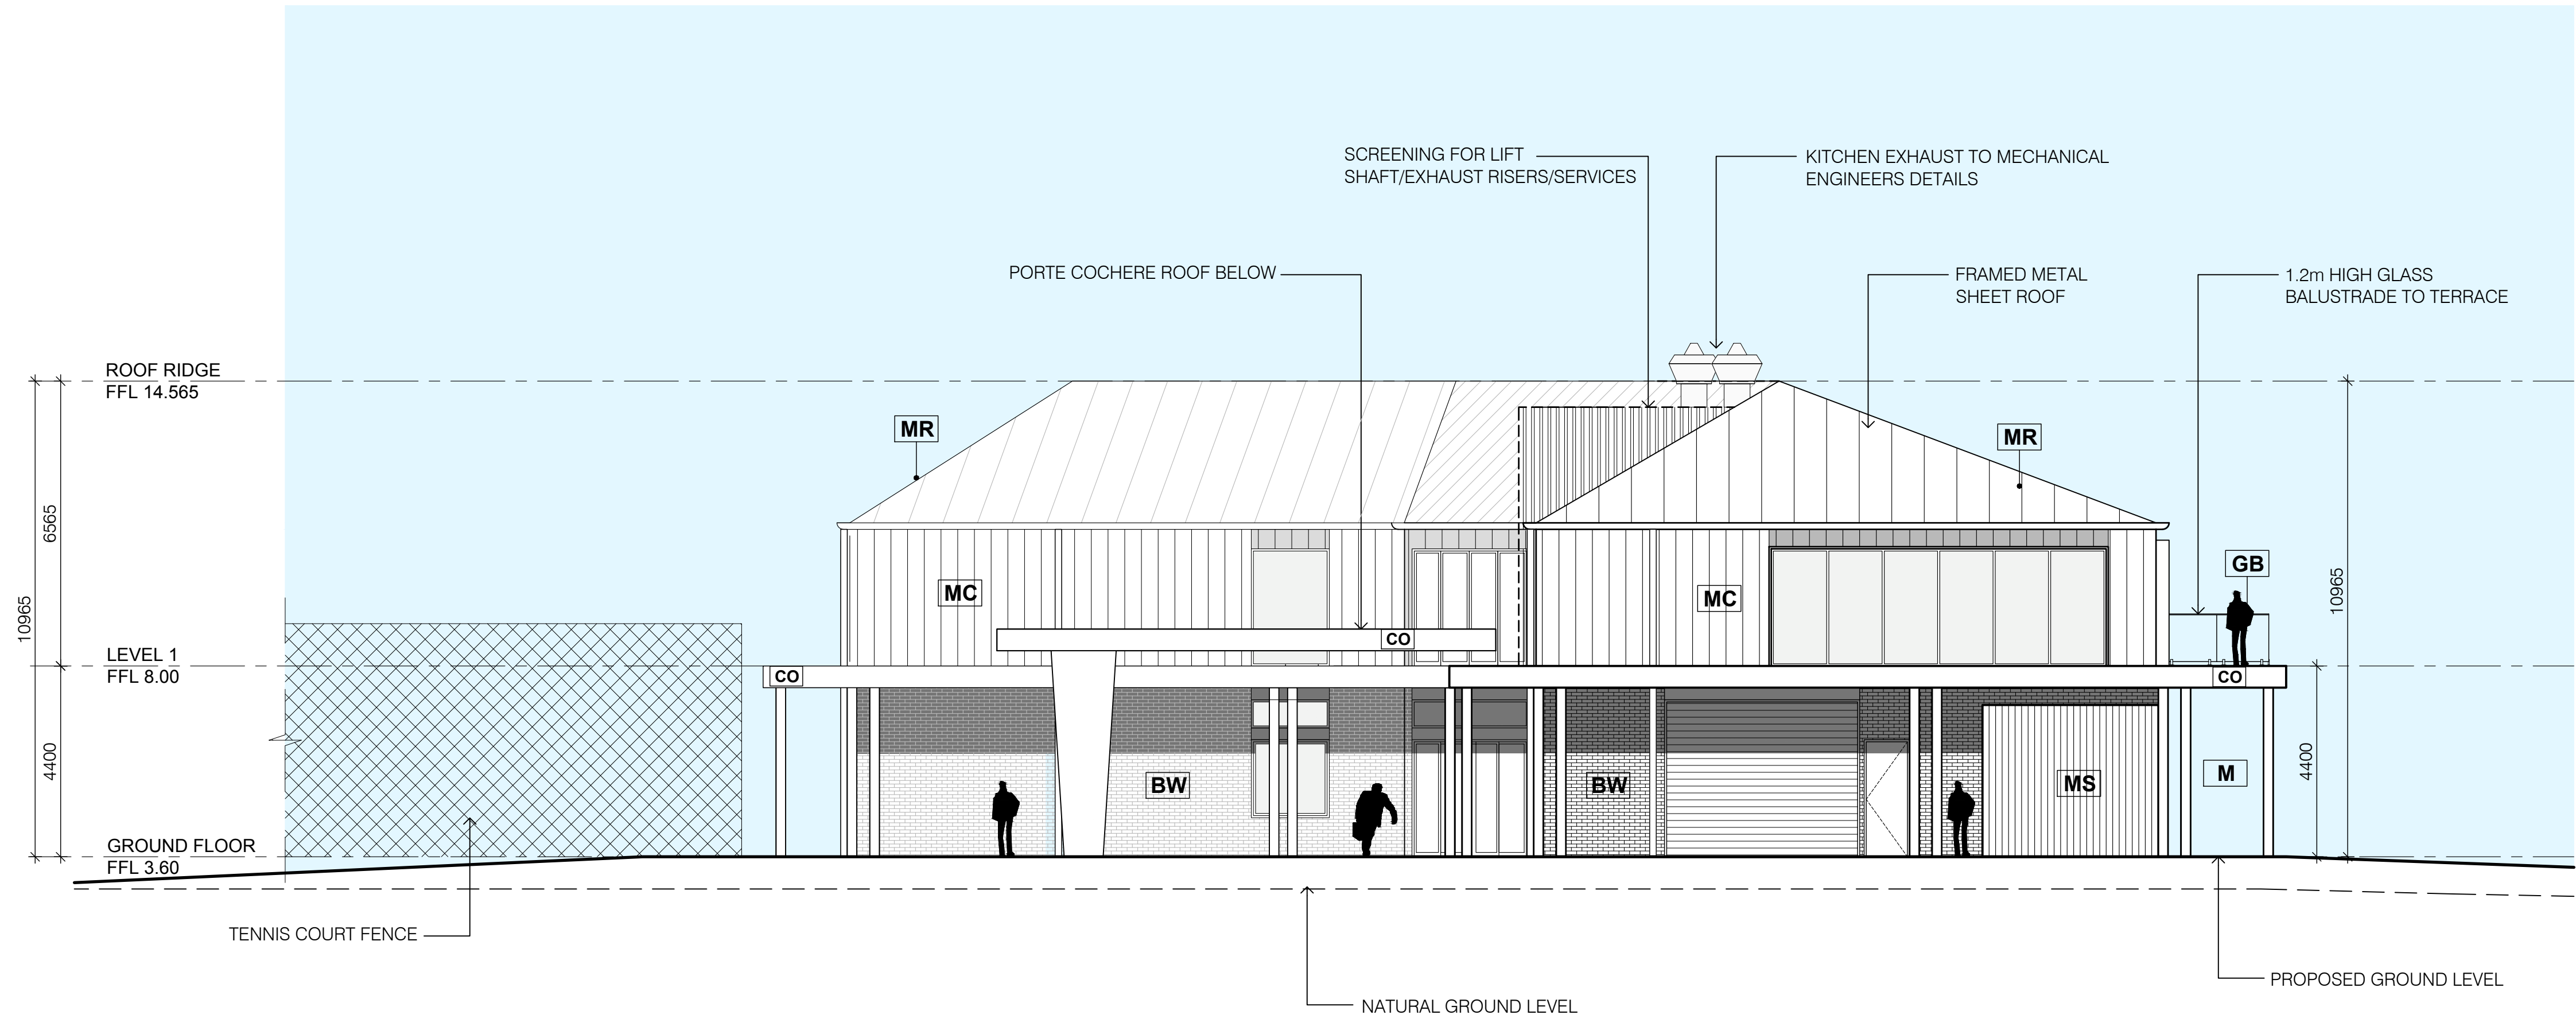 SCREENING FOR LIFT
SHAFT/EXHAUST RISERS/SERVICES
KITCHEN EXHAUST TO MECHANICAL
ENGINEERS DETAILS
PORTE COCHERE ROOF BELOW
FRAMED METAL
SHEET ROOF
1.2m HIGH GLASS
BALUSTRADE TO TERRACE
ROOF RIDGE
FFL 14.565
MR
MR
6565
10965
10965
GB
MC
MC
CO
LEVEL 1
FFL 8.00
CO
CO
4400
4400
BW
BW
MS
M
GROUND FLOOR
FFL 3.60
TENNIS COURT FENCE
NATURAL GROUND LEVEL
PROPOSED GROUND LEVEL